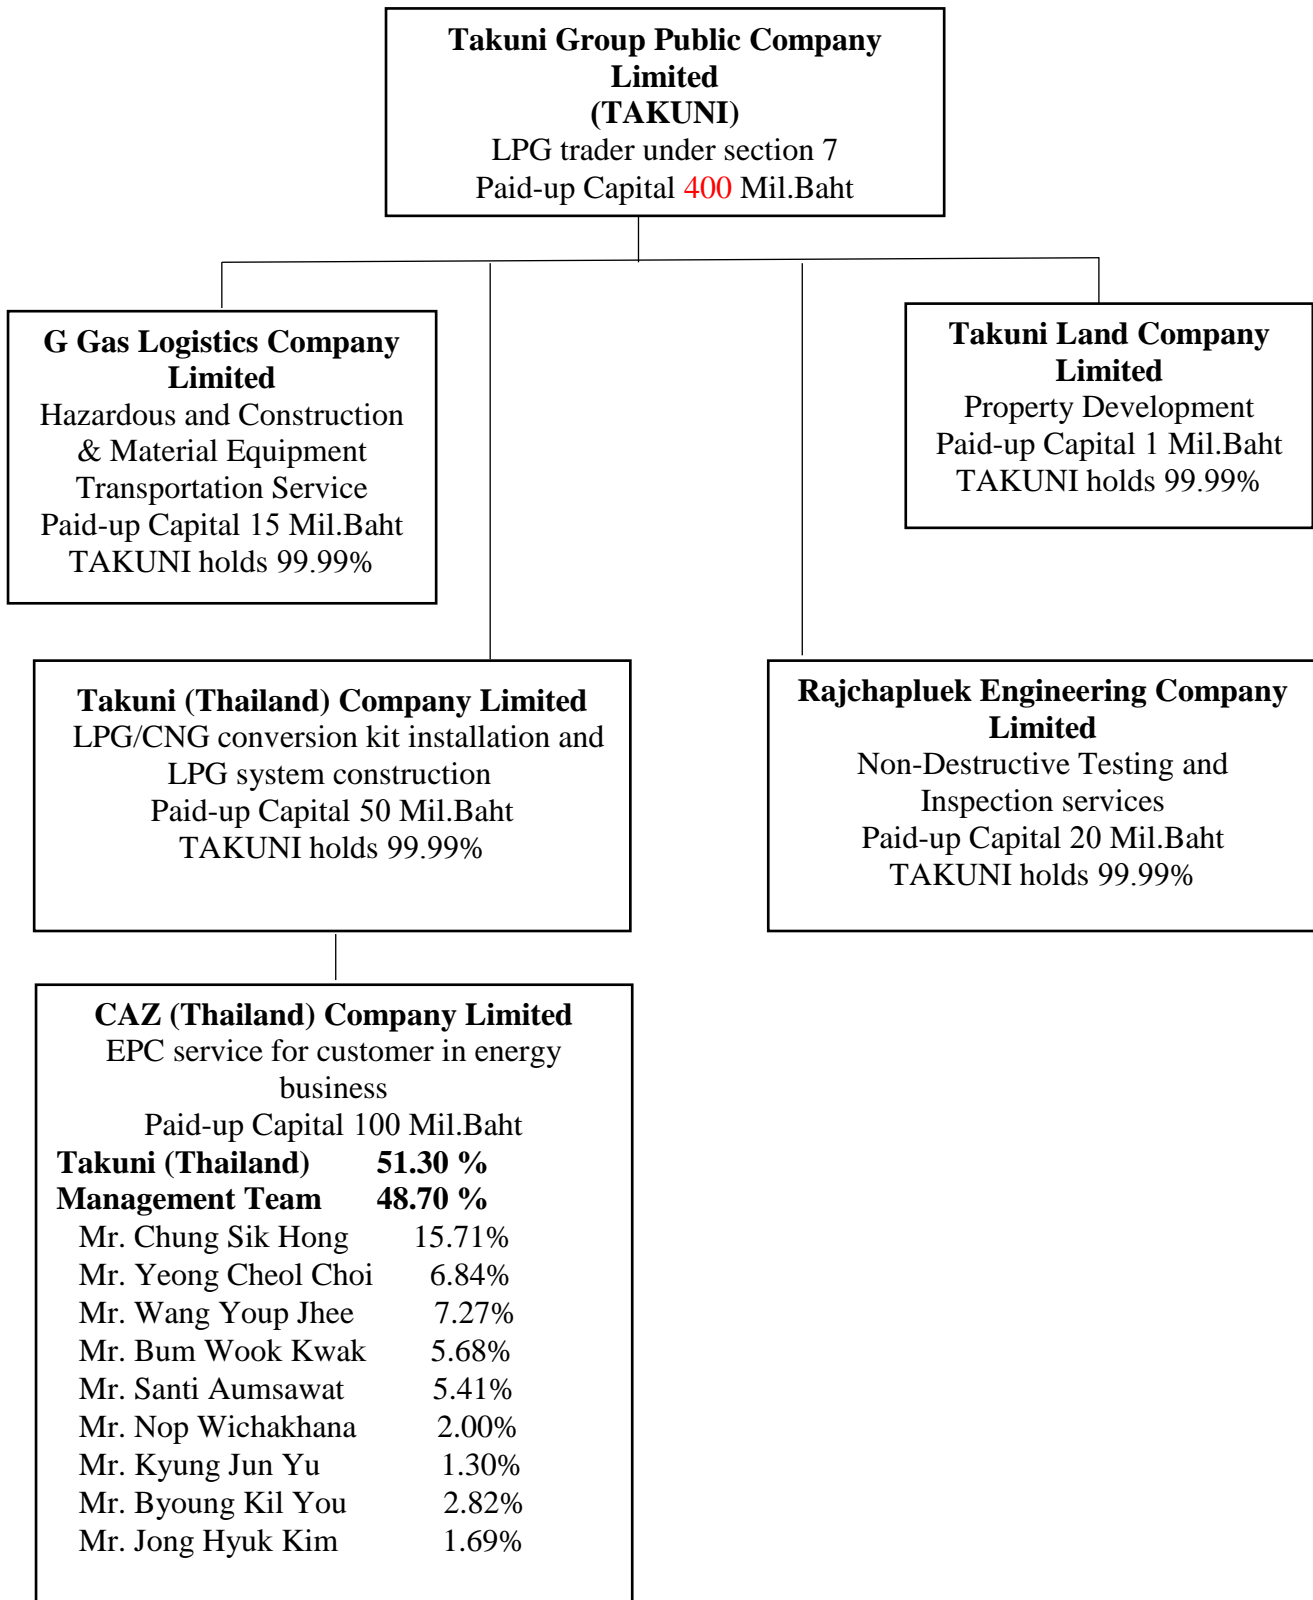 Takuni Group Public Company
Limited
(TAKUNI)
LPG trader under section 7
Paid-up Capital 400 Mil.Baht
G Gas Logistics Company
Limited
Hazardous and Construction
& Material Equipment
Transportation Service
Paid-up Capital 15 Mil.Baht
TAKUNI holds 99.99%
Takuni Land Company
Limited
Property Development
Paid-up Capital 1 Mil.Baht
TAKUNI holds 99.99%
Takuni (Thailand) Company Limited
LPG/CNG conversion kit installation and
LPG system construction
Paid-up Capital 50 Mil.Baht
TAKUNI holds 99.99%
Rajchapluek Engineering Company
Limited
Non-Destructive Testing and
Inspection services
Paid-up Capital 20 Mil.Baht
TAKUNI holds 99.99%
CAZ (Thailand) Company Limited
EPC service for customer in energy
business
Paid-up Capital 100 Mil.Baht
Takuni (Thailand) 51.30 %
Management Team 48.70 %
Mr. Chung Sik Hong 15.71%
Mr. Yeong Cheol Choi 6.84%
Mr. Wang Youp Jhee 7.27%
Mr. Bum Wook Kwak 5.68%
Mr. Santi Aumsawat 5.41%
Mr. Nop Wichakhana 2.00%
Mr. Kyung Jun Yu 1.30%
Mr. Byoung Kil You 2.82%
Mr. Jong Hyuk Kim 1.69%